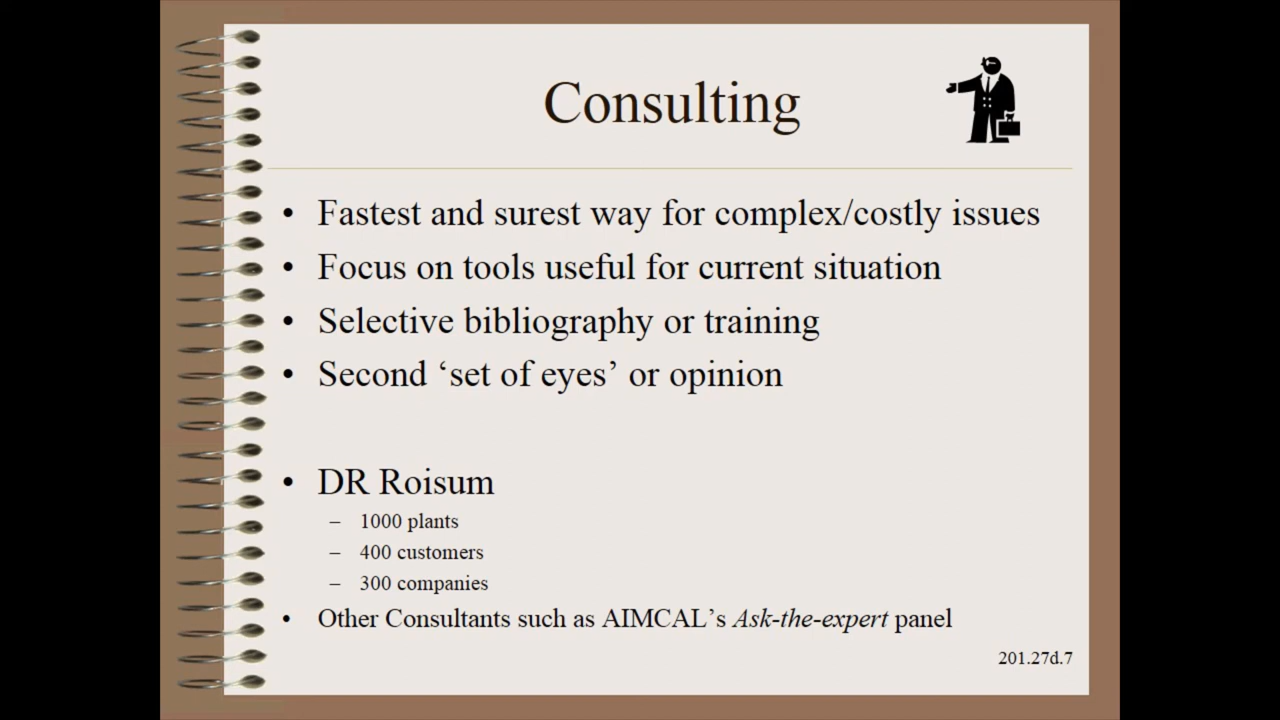 Consulting
• Fastest and surest way for complex/costly issues
• Focus on tools useful for current situation
• Selective bibliography or training
• Second ‘set of eyes’ or opinion
• DR Roisum
– 1000 plants
– 400 customers
– 300 companies
• Other Consultants such as AIMCAL’s Ask-the-expert panel
201.27d.7